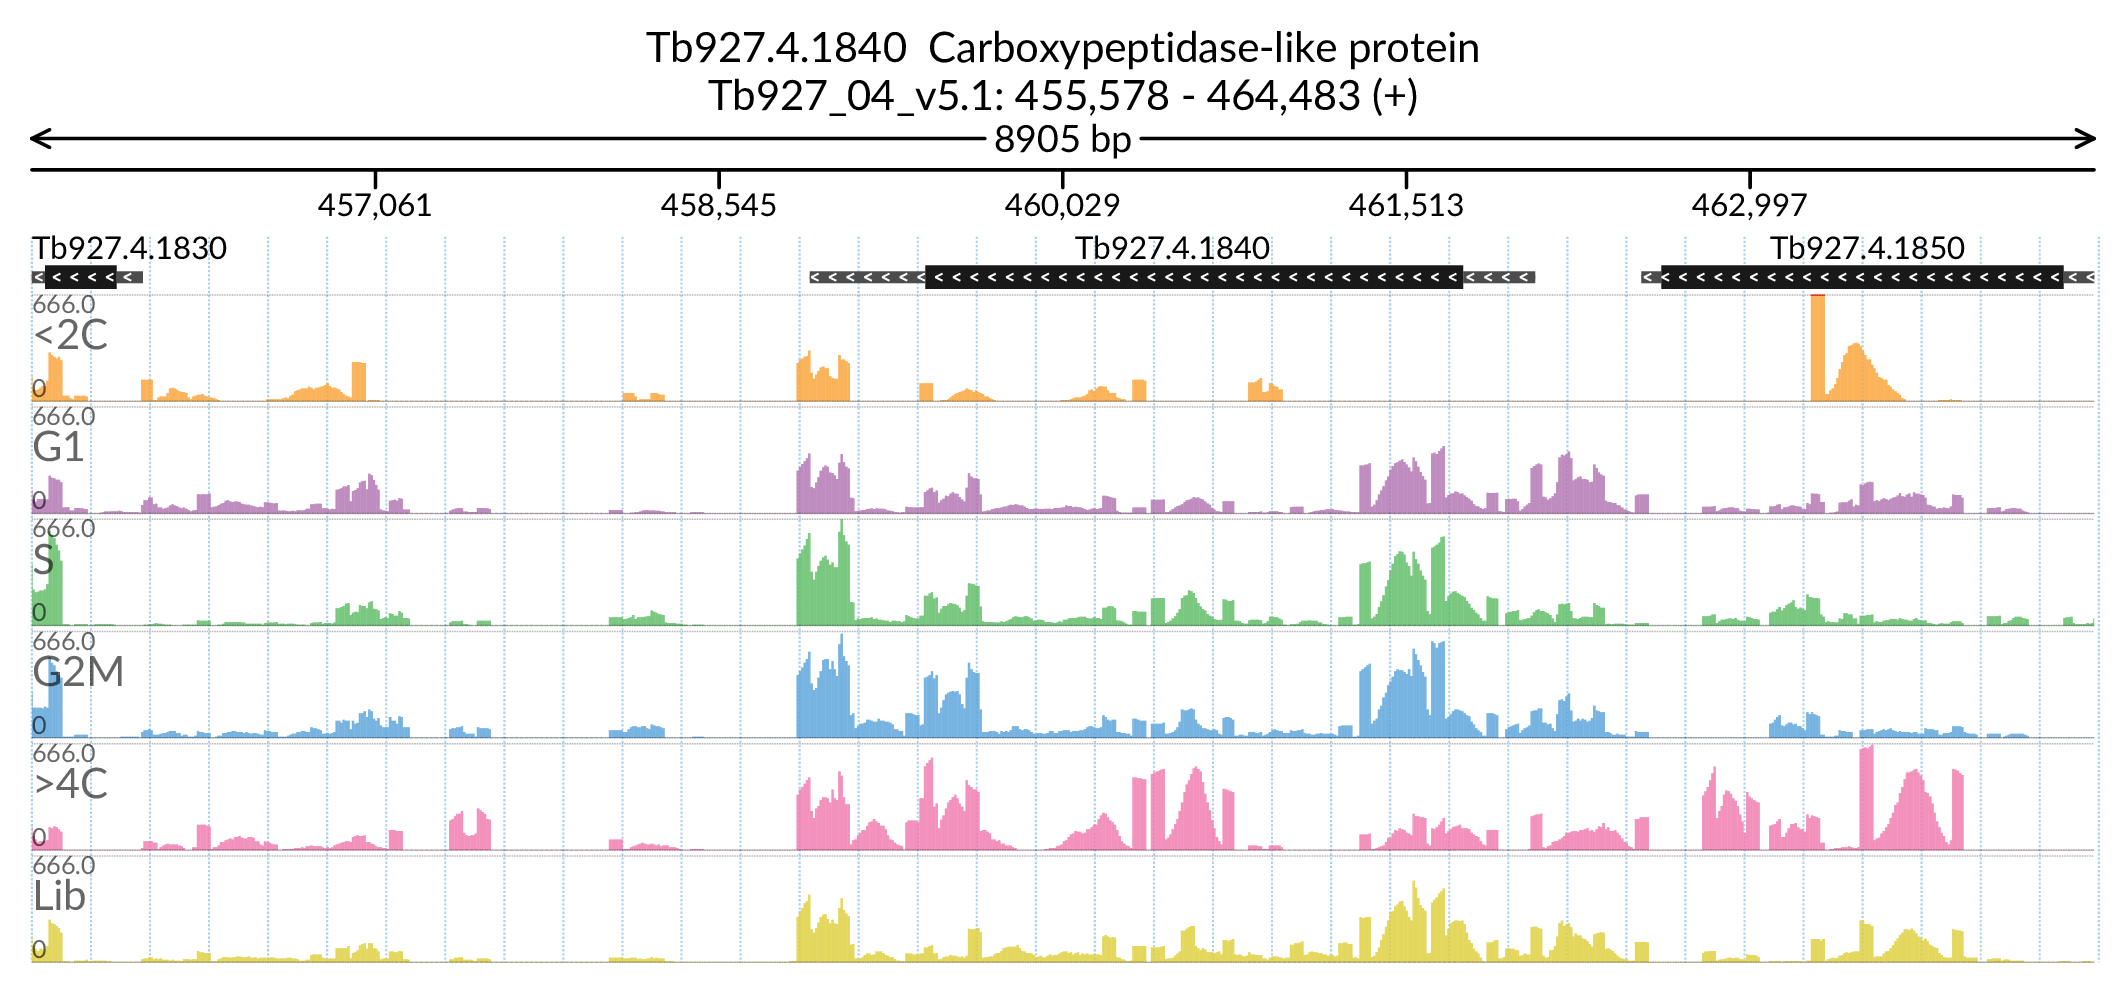 Tb927.4.1840  Carboxypeptidase-like protein
Tb927_04_v5.1: 455,578 - 464,483 (+)
8905 bp
457,061 458,545 460,029 461,513 462,997
Tb927.4.1830 Tb927.4.1840 Tb927.4.1850
666.0
<2C
0
666.0
G1
0
666.0
S
0
666.0
G2M
0
666.0
>4C
0
666.0
Lib
0